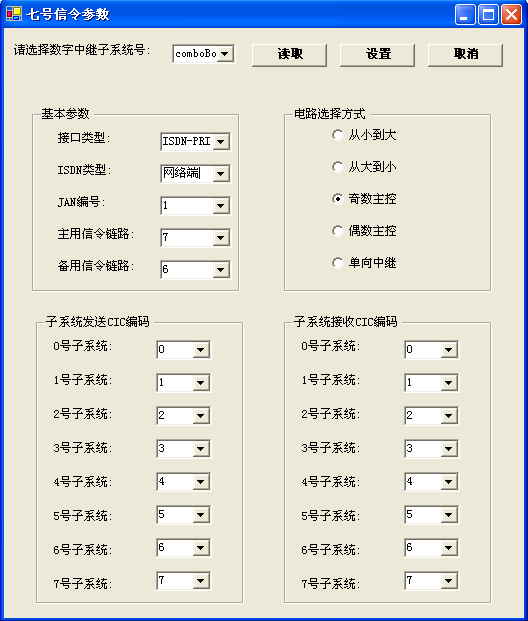 七号信令参数
请选择数字中继子系统号: comboBo 读取 设置 取消
基本参数
接口类型: ISDN-PRI
ISDN类型: 网络端
JAN编号: 1
主用信令链路: 7
备用信令链路: 6
电路选择方式
从小到大
从大到小
奇数主控
偶数主控
单向中继
子系统发送CIC编码
0号子系统: 0
1号子系统: 1
2号子系统: 2
3号子系统: 3
4号子系统: 4
5号子系统: 5
6号子系统: 6
7号子系统: 7
子系统接收CIC编码
0号子系统: 0
1号子系统: 1
2号子系统: 2
3号子系统: 3
4号子系统: 4
5号子系统: 5
6号子系统: 6
7号子系统: 7